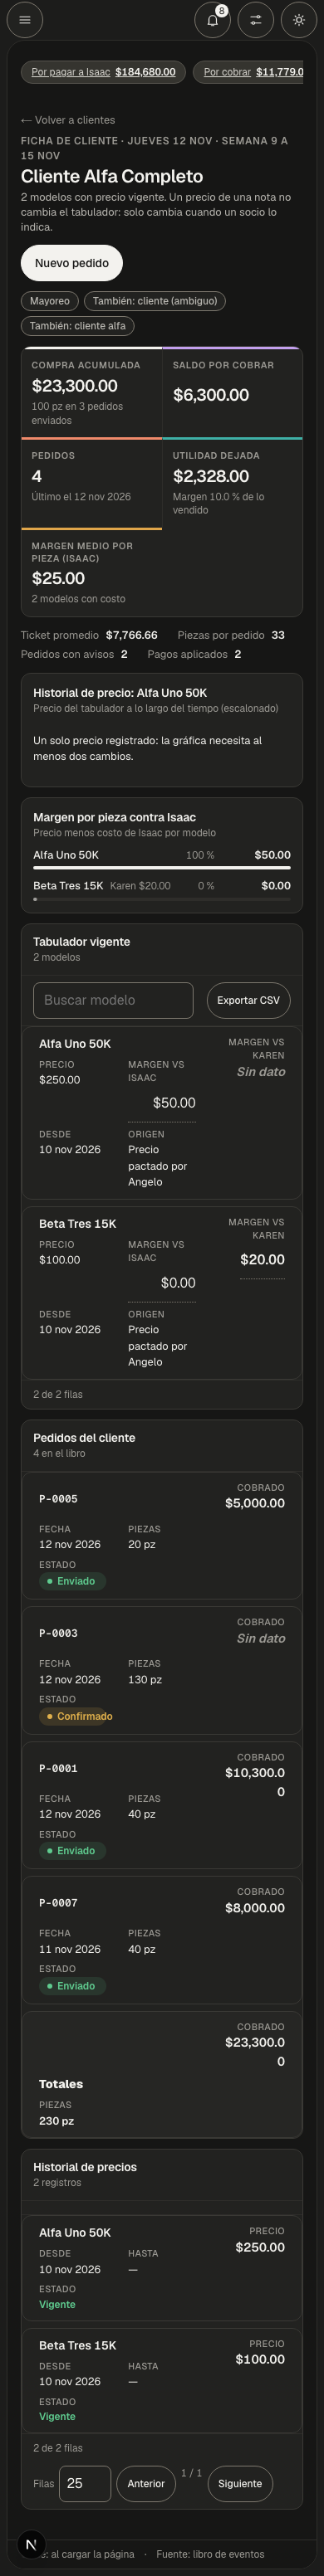 8
Por pagar a Isaac $184,680.00 Por cobrar $11,779.0
← Volver a clientes
FICHA DE CLIENTE · JUEVES 12 NOV · SEMANA 9 A
15 NOV
Cliente Alfa Completo
2 modelos con precio vigente. Un precio de una nota no
cambia el tabulador: solo cambia cuando un socio lo
indica.
Nuevo pedido
Mayoreo También: cliente (ambiguo)
También: cliente alfa
COMPRA ACUMULADA SALDO POR COBRAR
$23,300.00 $6,300.00
100 pz en 3 pedidos
enviados
PEDIDOS UTILIDAD DEJADA
4 $2,328.00
Último el 12 nov 2026 Margen 10.0 % de lo
vendido
MARGEN MEDIO POR
PIEZA (ISAAC)
$25.00
2 modelos con costo
Ticket promedio $7,766.66 Piezas por pedido 33
Pedidos con avisos 2 Pagos aplicados 2
Historial de precio: Alfa Uno 50K
Precio del tabulador a lo largo del tiempo (escalonado)
Un solo precio registrado: la gráfica necesita al
menos dos cambios.
Margen por pieza contra Isaac
Precio menos costo de Isaac por modelo
Alfa Uno 50K 100 % $50.00
Beta Tres 15K Karen $20.00 0 % $0.00
Tabulador vigente
2 modelos
Buscar modelo Exportar CSV
Alfa Uno 50K MARGEN VS
KAREN
PRECIO MARGEN VS Sin dato
$250.00 ISAAC
$50.00
DESDE ORIGEN
10 nov 2026 Precio
pactado por
Angelo
Beta Tres 15K MARGEN VS
KAREN
PRECIO MARGEN VS $20.00
$100.00 ISAAC
$0.00
DESDE ORIGEN
10 nov 2026 Precio
pactado por
Angelo
2 de 2 filas
Pedidos del cliente
4 en el libro
COBRADO
P-0005 $5,000.00
FECHA PIEZAS
12 nov 2026 20 pz
ESTADO
Enviado
COBRADO
P-0003 Sin dato
FECHA PIEZAS
12 nov 2026 130 pz
ESTADO
Confirmado
COBRADO
P-0001 $10,300.0
0
FECHA PIEZAS
12 nov 2026 40 pz
ESTADO
Enviado
COBRADO
P-0007 $8,000.00
FECHA PIEZAS
11 nov 2026 40 pz
ESTADO
Enviado
COBRADO
$23,300.0
0
Totales
PIEZAS
230 pz
Historial de precios
2 registros
Alfa Uno 50K PRECIO
$250.00
DESDE HASTA
10 nov 2026 —
ESTADO
Vigente
Beta Tres 15K PRECIO
$100.00
DESDE HASTA
10 nov 2026 —
ESTADO
Vigente
2 de 2 filas
Filas 25 Anterior 1 / 1 Siguiente
N
: al cargar la página · Fuente: libro de eventos